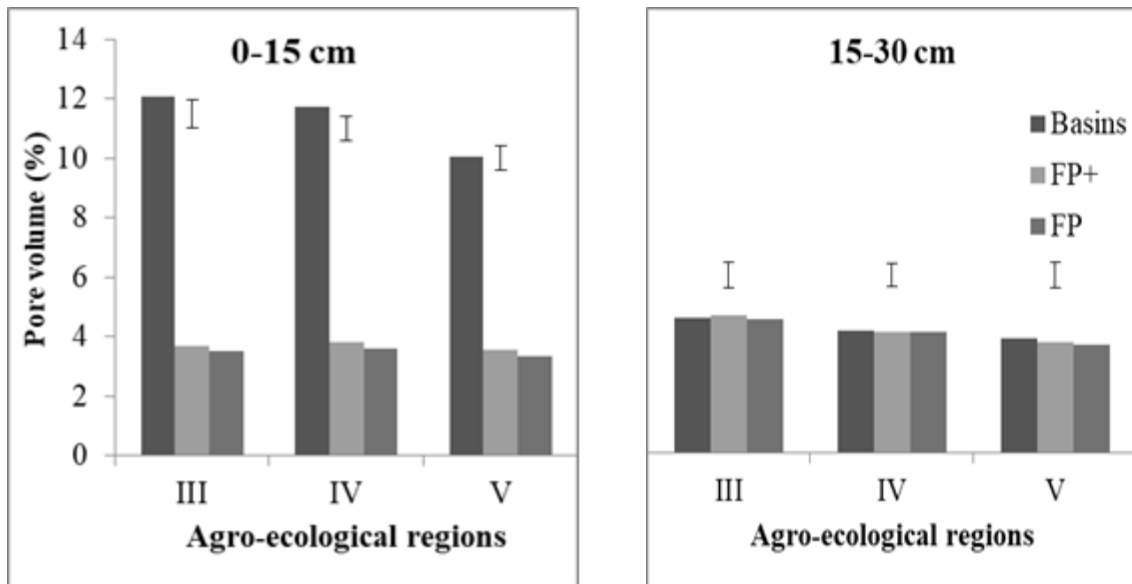 0-15 cm
14
12
10
8
6
4
2
0
Pore volume (%)
III IV V
Agro-ecological regions
15-30 cm
Basins
FP+
FP
III IV V
Agro-ecological regions